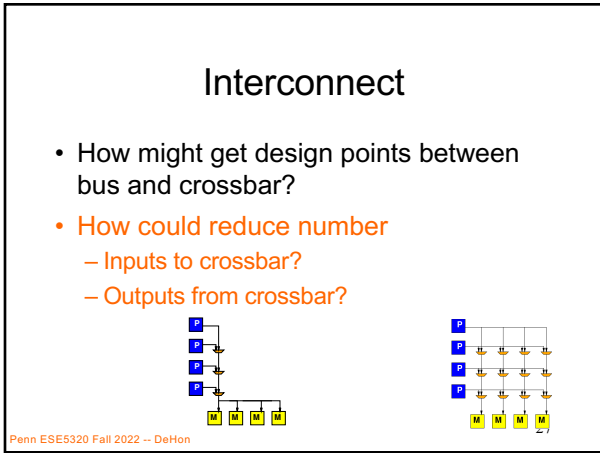 Interconnect
• How might get design points between
bus and crossbar?
• How could reduce number
– Inputs to crossbar?
– Outputs from crossbar?
P
P
P
P
M M M M
P
P
P
P
M M M M
Penn ESE5320 Fall 2022 -- DeHon